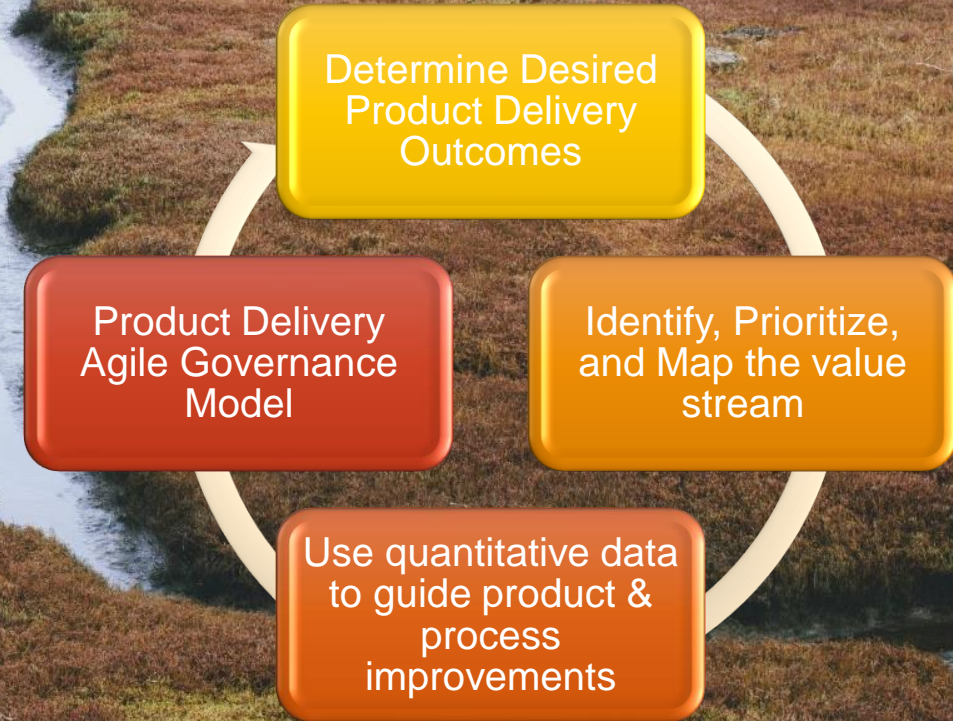 Determine Desired
Product Delivery
Outcomes
Identify, Prioritize,
and Map the value
stream
Use quantitative data
to guide product &
process
improvements
Product Delivery
Agile Governance
Model